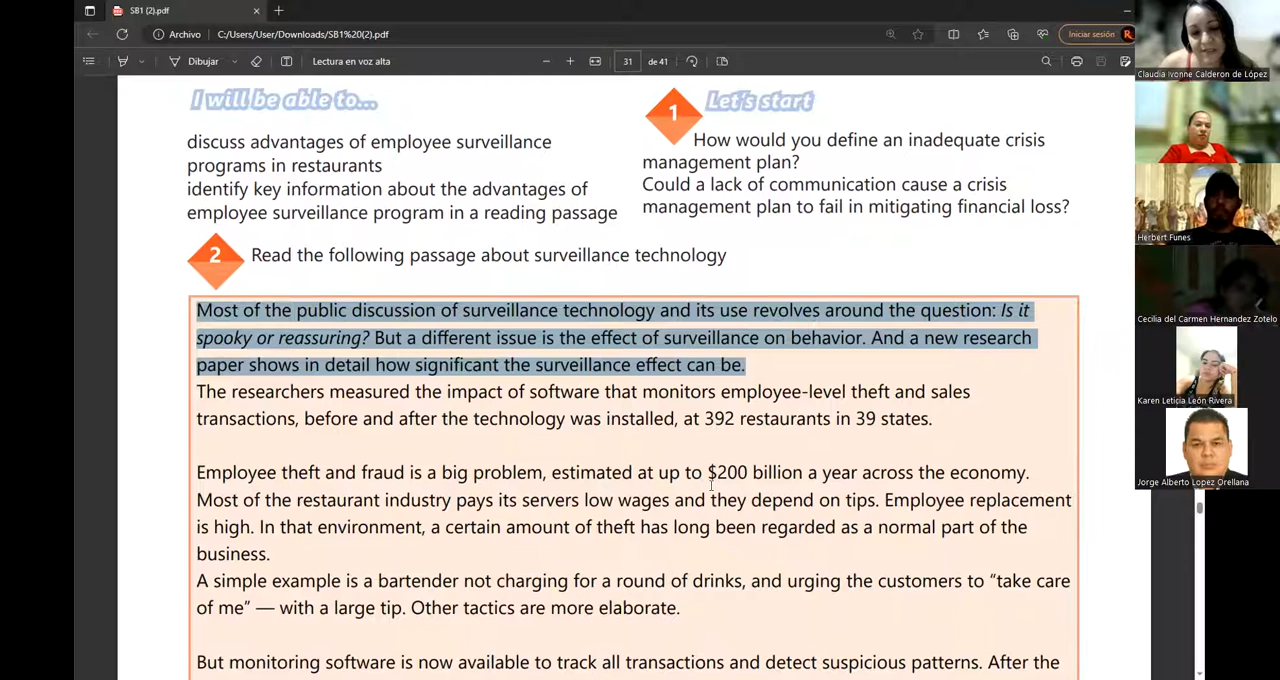 SB1 (2).pdf
Archivo
C:/Users/User/Downloads/SB1%20(2).pdf
Iniciar sesión
Dibujar
Lectura en voz alta
31
de 41
I will be able to...
discuss advantages of employee surveillance
programs in restaurants
identify key information about the advantages of
employee surveillance program in a reading passage
1
Let's start
How would you define an inadequate crisis
management plan?
Could a lack of communication cause a crisis
management plan to fail in mitigating financial loss?
2
Read the following passage about surveillance technology
Most of the public discussion of surveillance technology and its use revolves around the question: Is it
spooky or reassuring? But a different issue is the effect of surveillance on behavior. And a new research
paper shows in detail how significant the surveillance effect can be.
The researchers measured the impact of software that monitors employee-level theft and sales
transactions, before and after the technology was installed, at 392 restaurants in 39 states.
Employee theft and fraud is a big problem, estimated at up to $200 billion a year across the economy.
Most of the restaurant industry pays its servers low wages and they depend on tips. Employee replacement
is high. In that environment, a certain amount of theft has long been regarded as a normal part of the
business.
A simple example is a bartender not charging for a round of drinks, and urging the customers to “take care
of me” — with a large tip. Other tactics are more elaborate.
But monitoring software is now available to track all transactions and detect suspicious patterns. After the
Claudia Ivonne Calderon de López
Herbert Funes
Cecilia del Carmen Hernandez Zotelo
Karen Leticia León Rivera
Jorge Alberto Lopez Orellana